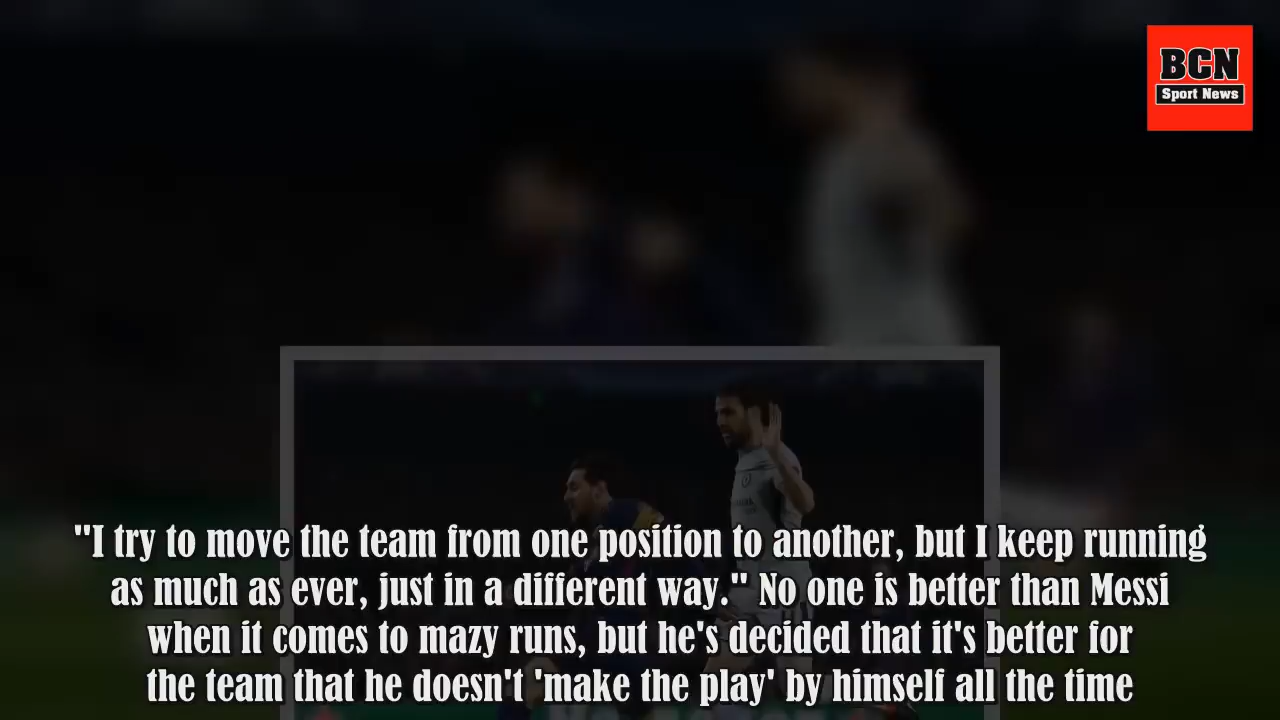 BCN
Sport News
"I try to move the team from one position to another, but I keep running
as much as ever, just in a different way." No one is better than Messi
when it comes to mazy runs, but he's decided that it's better for
the team that he doesn't 'make the play' by himself all the time